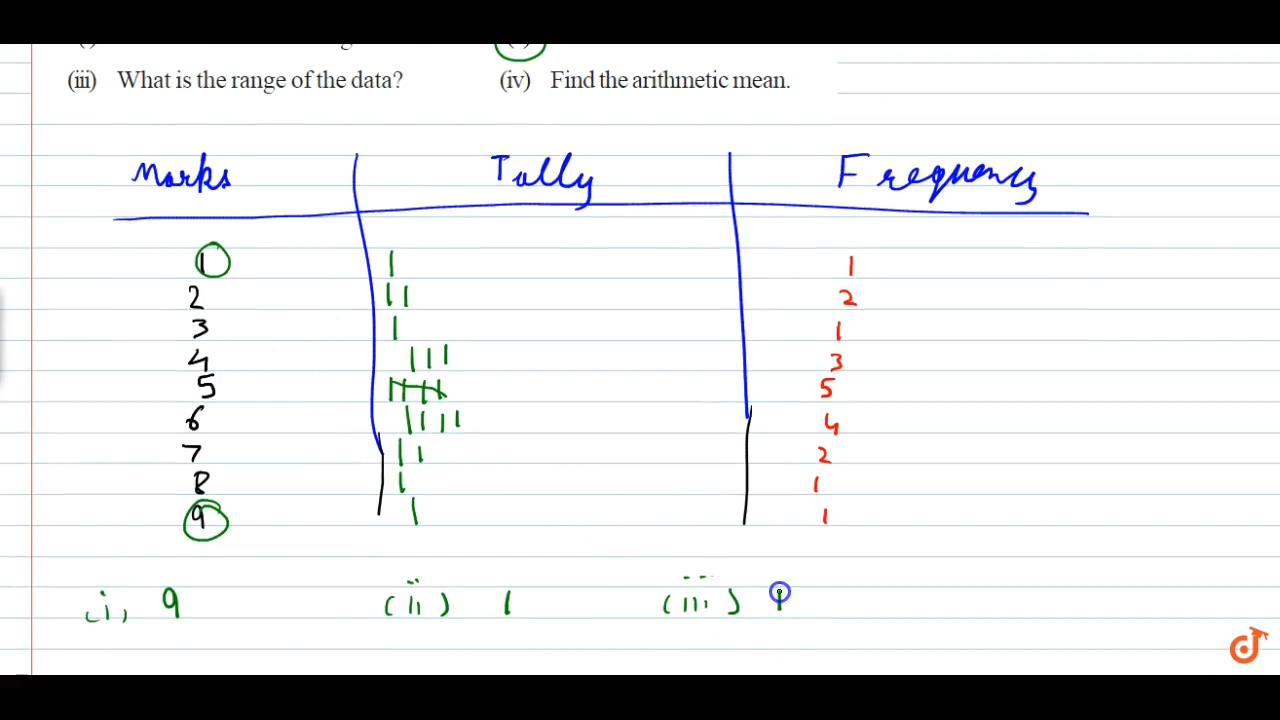 (iii) What is the range of the data? (iv) Find the arithmetic mean.
Marks Tally Frequency
1 | 1
2 || 2
3 | 1
4 ||| 3
5 |||| 5
6 |||| 4
7 || 2
8 | 1
9 | 1
(i) 9 (ii) 1 (iii)